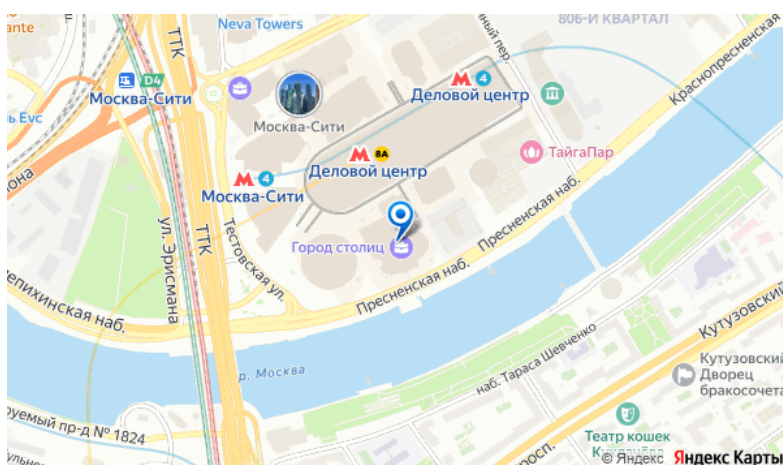 Neva Towers
806-Й КВАРТАЛ
ТТК
D4
Москва-Сити
4
Деловой центр
Москва-Сити
8А
Деловой центр
4
Москва-Сити
ТайгаПар
Краснопресненская наб.
Пресненская наб.
ул. Эрисмана
ТТК
Тестовская ул.
Город столиц
Пресненская наб.
наб.
р. Москва
наб. Тараса Шевченко
Кутузовский
Кутузовский
Дворец
бракосочета
пр-д № 1824
Театр кошек
© Яндекс Яндекс Карты